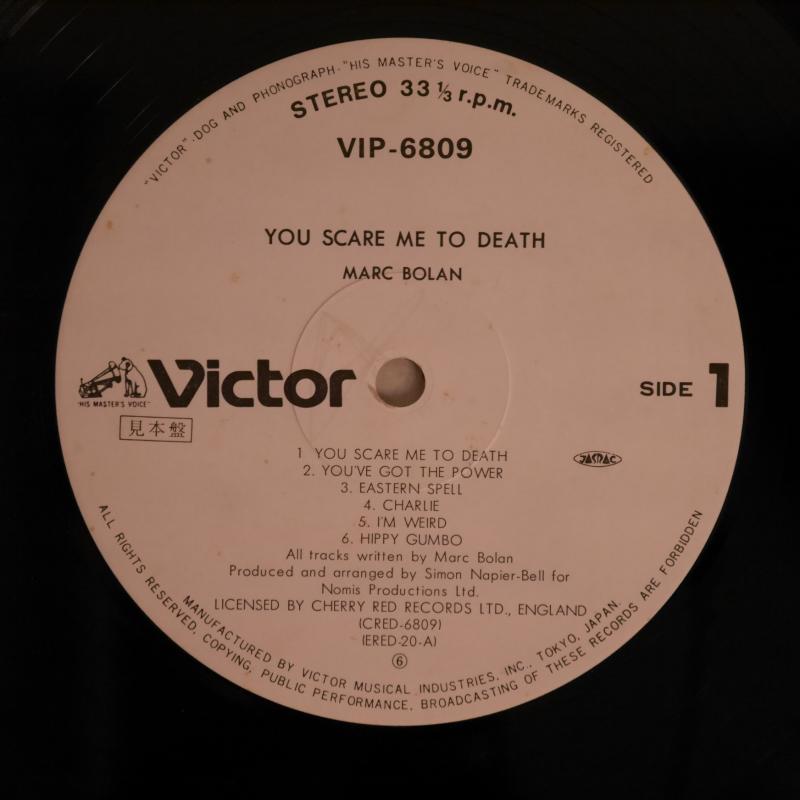 "VICTOR"·DOG AND PHONOGRAPH·"HIS MASTER'S VOICE" TRADEMARKS REGISTERED
STEREO 33⅓ r.p.m.
VIP-6809
YOU SCARE ME TO DEATH
MARC BOLAN
Victor
"HIS MASTER'S VOICE"
見本盤
SIDE 1
JASRAC
1 YOU SCARE ME TO DEATH
2. YOU'VE GOT THE POWER
3. EASTERN SPELL
4. CHARLIE
5. I'M WEIRD
6. HIPPY GUMBO
All tracks written by Marc Bolan
Produced and arranged by Simon Napier-Bell for
Nomis Productions Ltd.
LICENSED BY CHERRY RED RECORDS LTD., ENGLAND
(CRED-6809)
(ERED-20-A)
⑥
MANUFACTURED BY VICTOR MUSICAL INDUSTRIES, INC., TOKYO, JAPAN.
ALL RIGHTS RESERVED, COPYING, PUBLIC PERFORMANCE, BROADCASTING OF THESE RECORDS ARE FORBIDDEN